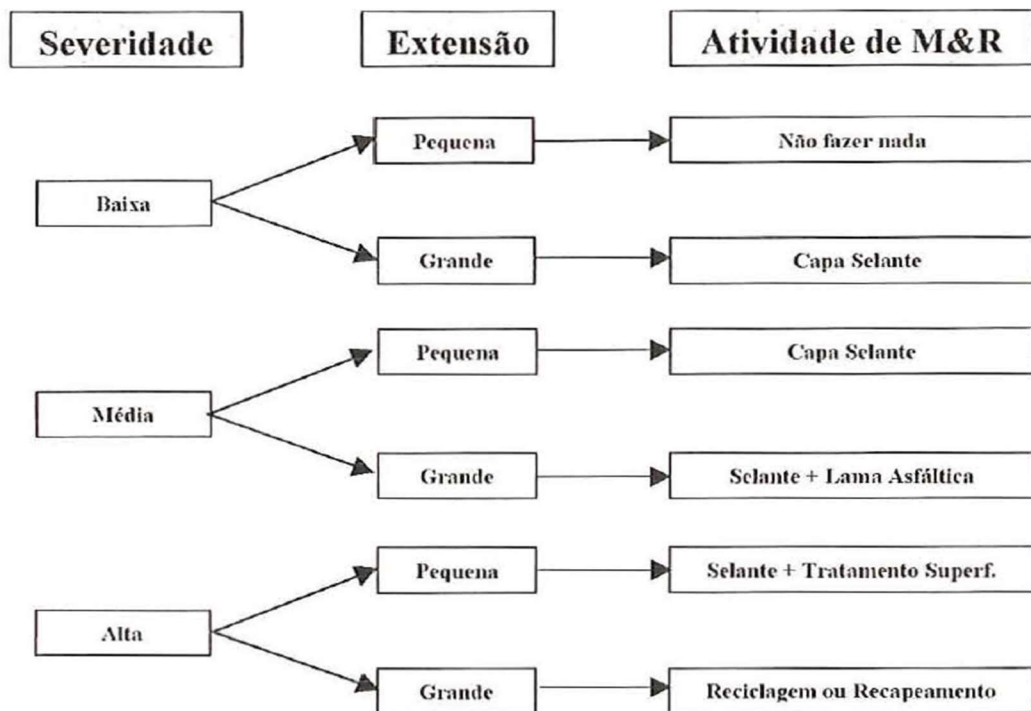 Severidade Extensão Atividade de M&R
Pequena Não fazer nada
Baixa
Grande Capa Selante
Pequena Capa Selante
Média
Grande Selante + Lama Asfáltica
Pequena Selante + Tratamento Superf.
Alta
Grande Reciclagem ou Recapeamento